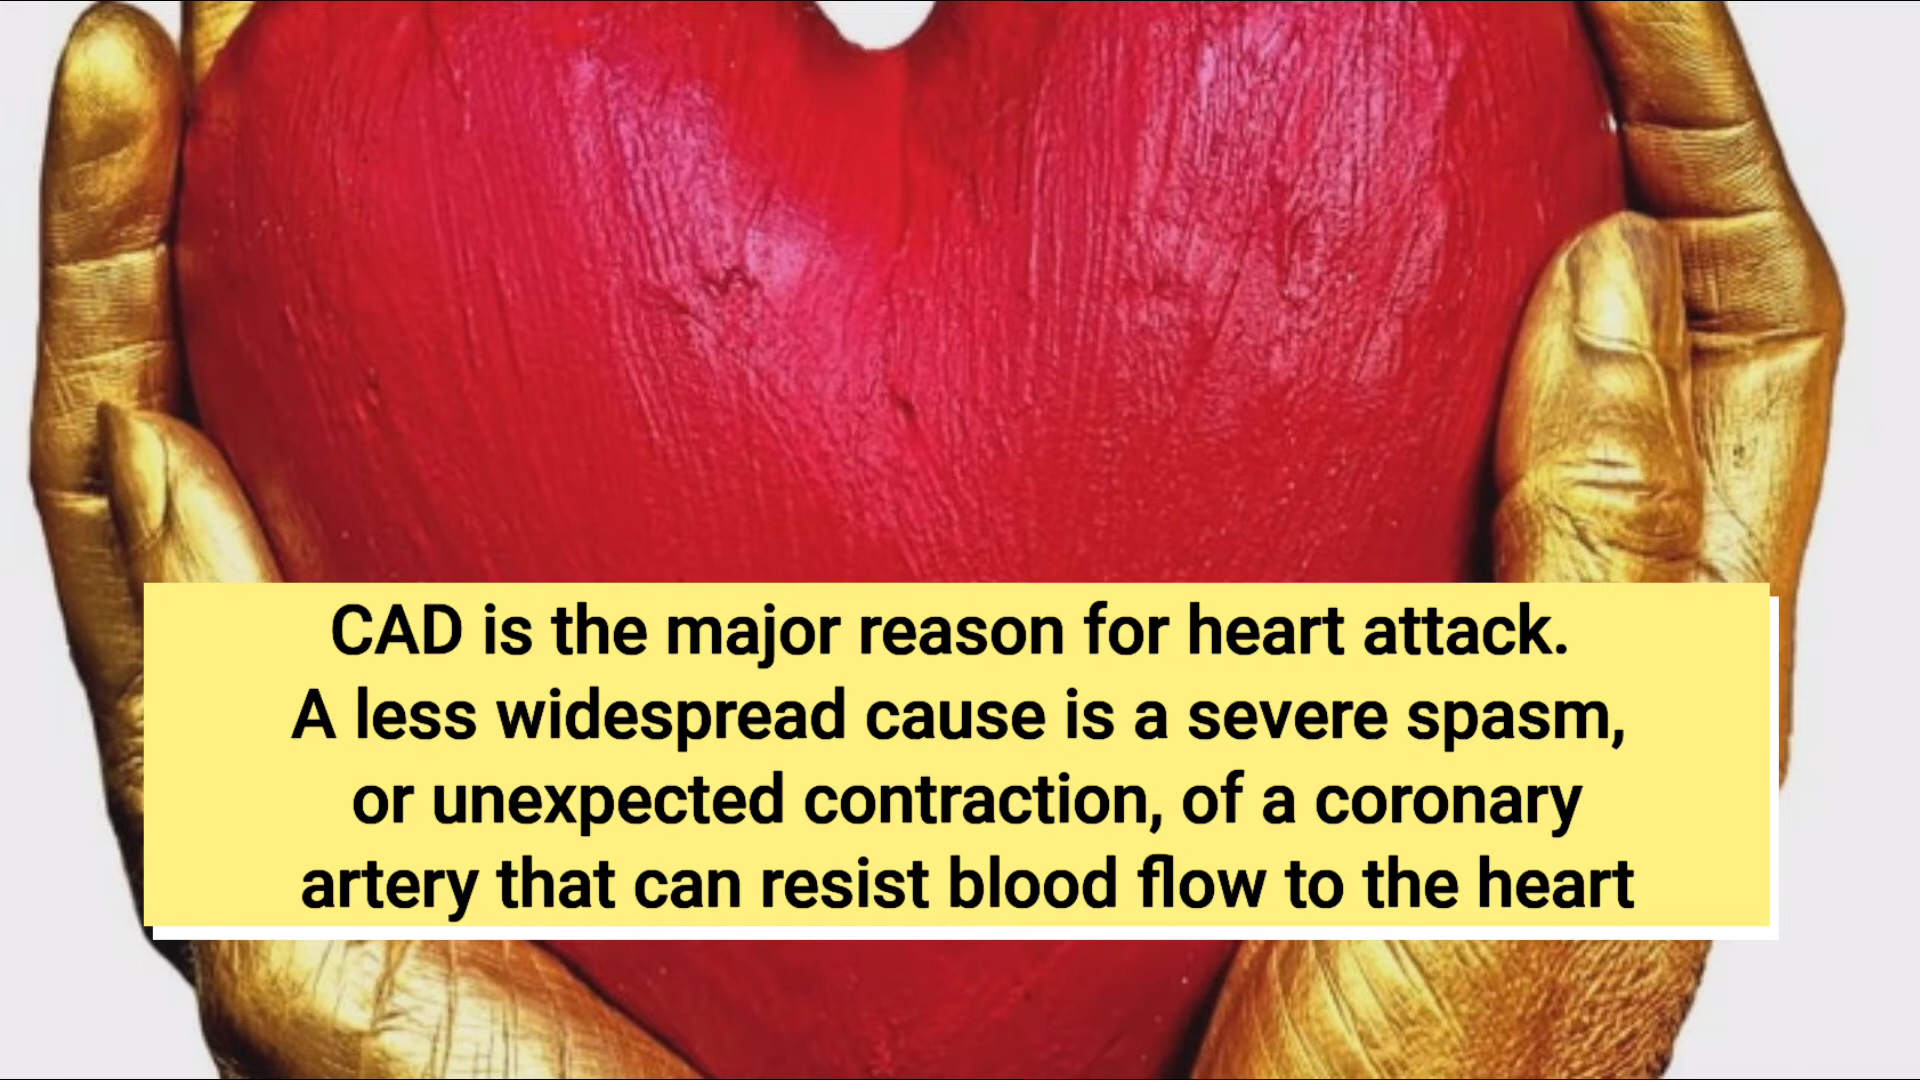 CAD is the major reason for heart attack.
A less widespread cause is a severe spasm,
or unexpected contraction, of a coronary
artery that can resist blood flow to the heart